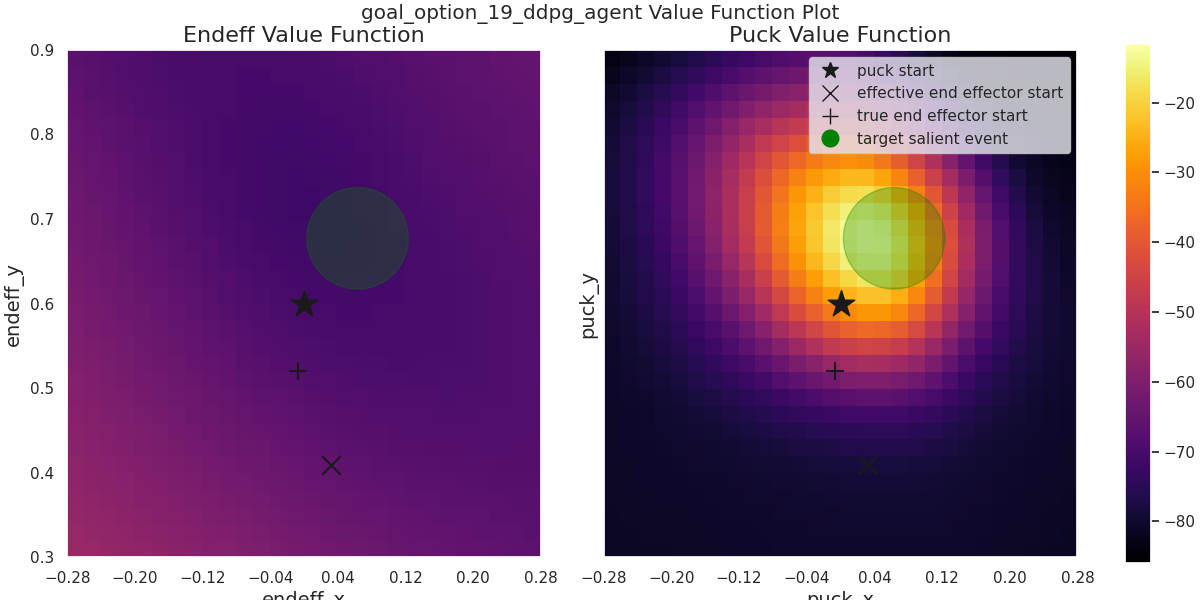 goal_option_19_ddpg_agent Value Function Plot
Endeff Value Function
Puck Value Function
puck start
effective end effector start
true end effector start
target salient event
endeff_y
0.9
0.8
0.7
0.6
0.5
0.4
0.3
−0.28 −0.20 −0.12 −0.04 0.04 0.12 0.20 0.28
endeff_x
puck_y
−0.28 −0.20 −0.12 −0.04 0.04 0.12 0.20 0.28
puck_x
−20
−30
−40
−50
−60
−70
−80